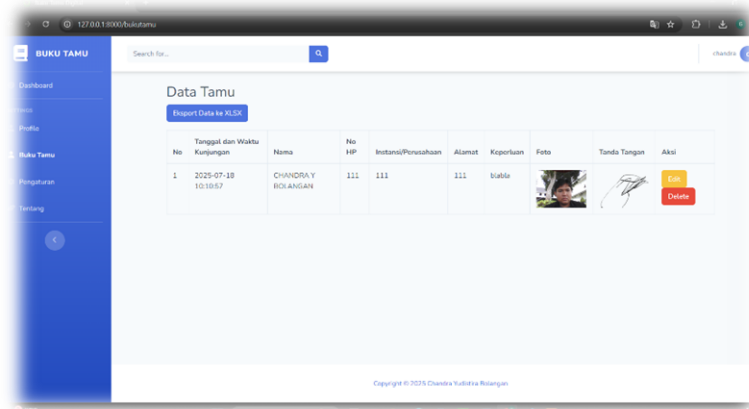 127.0.0.1:8000/bukutamu
BUKU TAMU
Search for...
chandra
Dashboard
Profile
Buku Tamu
Pengaturan
Tentang
Data Tamu
Eksport Data ke XLSX
No
Tanggal dan Waktu Kunjungan
Nama
No HP
Instansi/Perusahaan
Alamat
Keperluan
Foto
Tanda Tangan
Aksi
1
2025-07-18 10:10:57
CHANDRA Y BOLANGAN
111
111
111
blabla
Edit
Delete
Copyright © 2025 Chandra Yudistira Bolangan